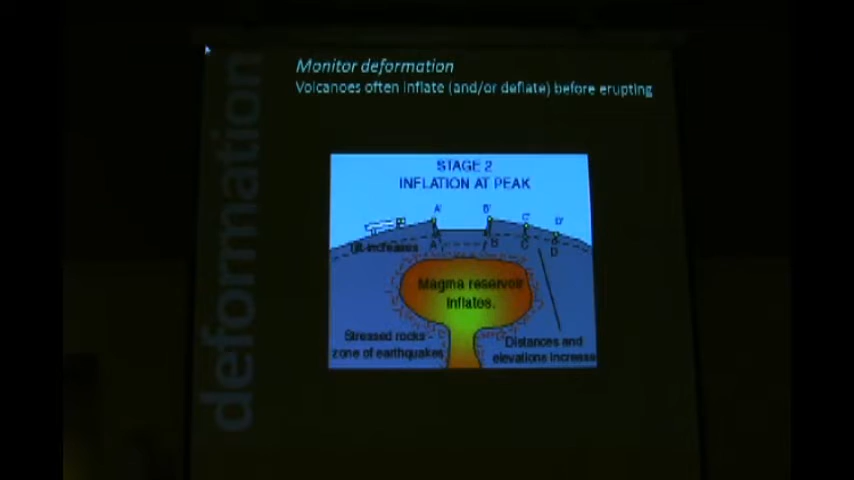 deformation
Monitor deformation
Volcanoes often inflate (and/or deflate) before erupting
STAGE 2
INFLATION AT PEAK
A' B' C' D'
A B C D
tilt increases
Magma reservoir
inflates.
Stressed rocks -
zone of earthquakes
Distances and
elevations increase